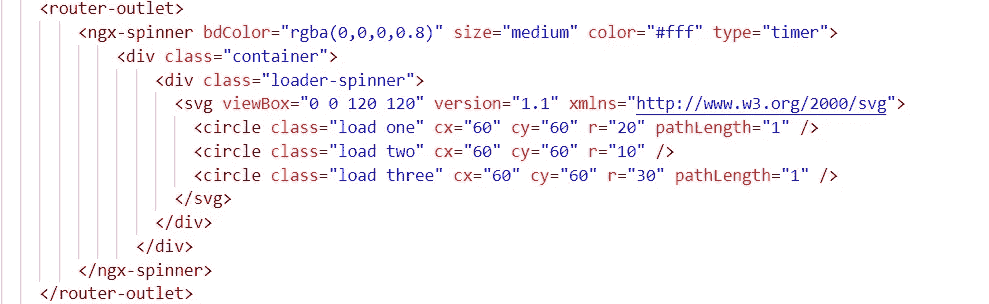 <router-outlet>
<ngx-spinner bdColor="rgba(0,0,0,0.8)" size="medium" color="#fff" type="timer">
<div class="container">
<div class="loader-spinner">
<svg viewBox="0 0 120 120" version="1.1" xmlns="http://www.w3.org/2000/svg">
<circle class="load one" cx="60" cy="60" r="20" pathLength="1" />
<circle class="load two" cx="60" cy="60" r="10" />
<circle class="load three" cx="60" cy="60" r="30" pathLength="1" />
</svg>
</div>
</div>
</ngx-spinner>
</router-outlet>